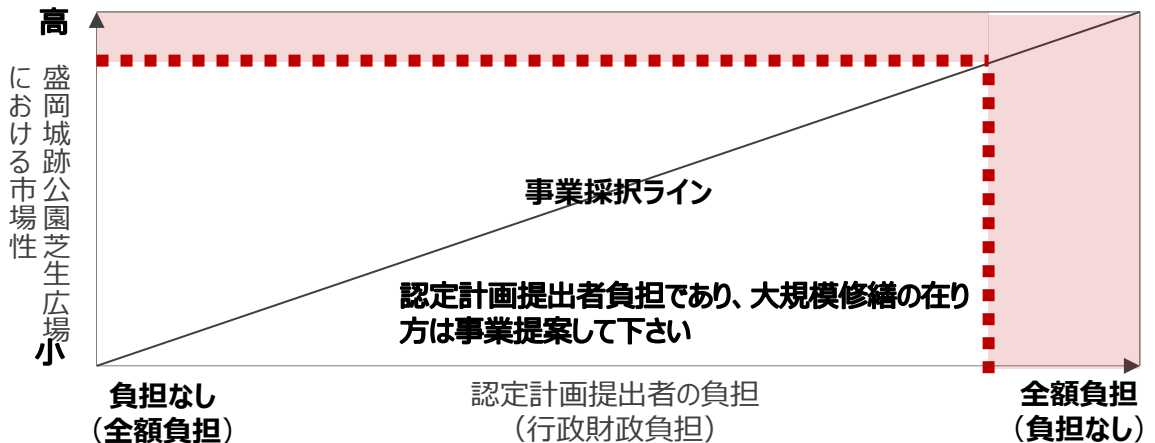 高
盛岡城跡公園芝生広場
における市場性
小
事業採択ライン
認定計画提出者負担であり、大規模修繕の在り
方は事業提案して下さい
負担なし
（全額負担）
認定計画提出者の負担
（行政財政負担）
全額負担
（負担なし）